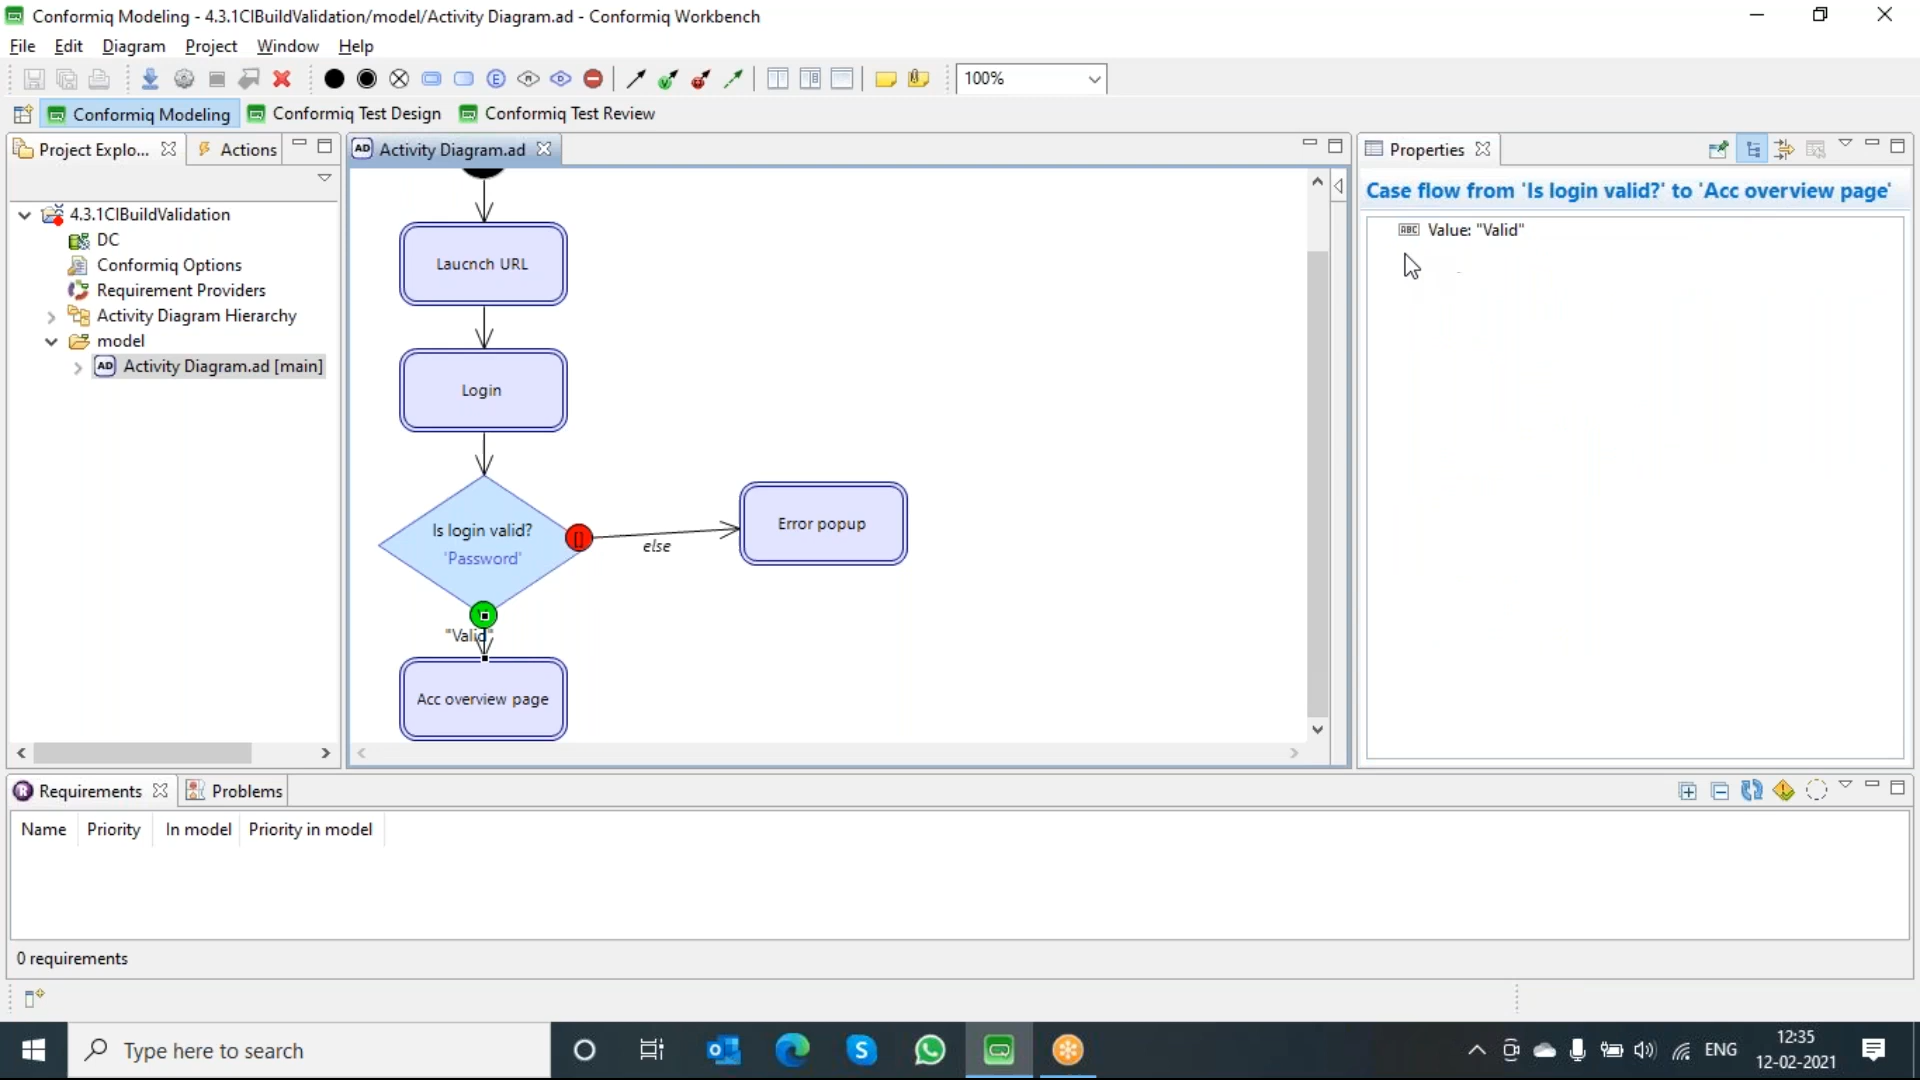 Conformiq Modeling - 4.3.1CIBuildValidation/model/Activity Diagram.ad - Conformiq Workbench
File Edit Diagram Project Window Help
100%
Conformiq Modeling Conformiq Test Design Conformiq Test Review
Project Explo... Actions
4.3.1CIBuildValidation
DC
Conformiq Options
Requirement Providers
Activity Diagram Hierarchy
model
AD Activity Diagram.ad [main]
AD Activity Diagram.ad
Laucnch URL
Login
Is login valid?
'Password'
else
Error popup
"Valid"
Acc overview page
Properties
Case flow from 'Is login valid?' to 'Acc overview page'
ABC Value: "Valid"
Requirements Problems
Name Priority In model Priority in model
0 requirements
Type here to search
ENG
12:35
12-02-2021